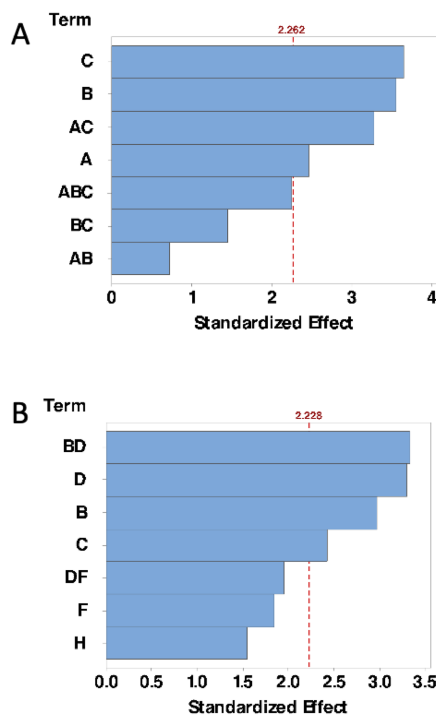 A
Term
2.262
C
B
AC
A
ABC
BC
AB
0 1 2 3 4
Standardized Effect
B
Term
2.228
BD
D
B
C
DF
F
H
0.0 0.5 1.0 1.5 2.0 2.5 3.0 3.5
Standardized Effect